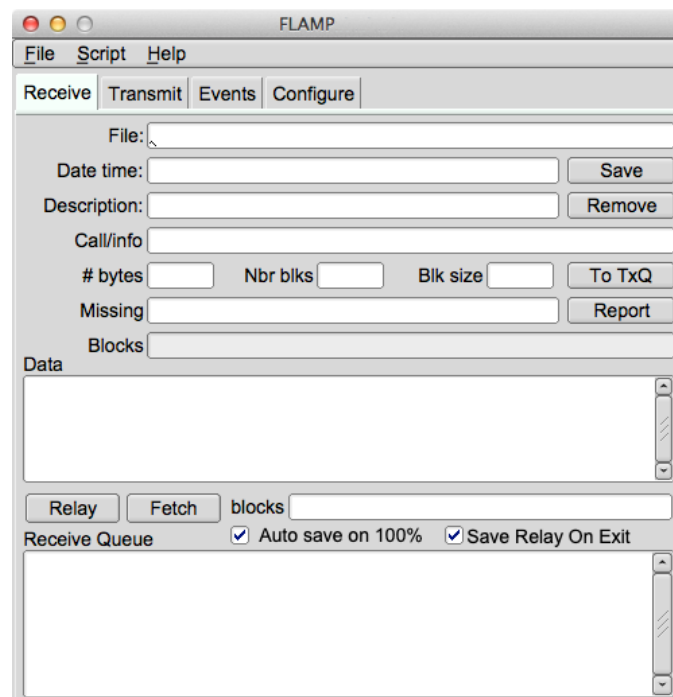 FLAMP
File Script Help
Receive Transmit Events Configure
File:
Date time: Save
Description: Remove
Call/info
# bytes Nbr blks Blk size To TxQ
Missing Report
Blocks
Data
Relay Fetch blocks
Receive Queue Auto save on 100% Save Relay On Exit